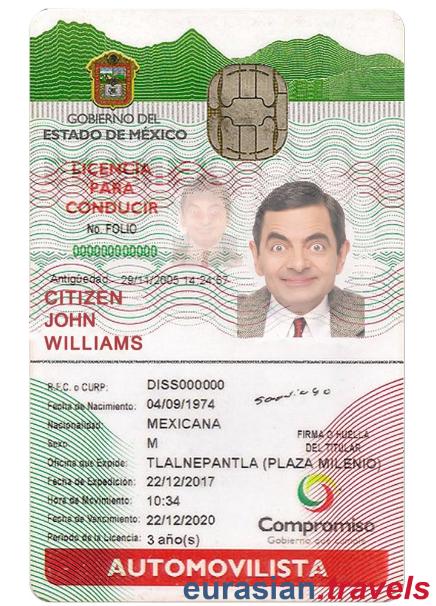 GOBIERNO DEL
ESTADO DE MÉXICO
LICENCIA
PARA
CONDUCIR
No. FOLIO
000000000000
Antigüedad 29/11/2005 14:24:57
CITIZEN
JOHN
WILLIAMS
R.F.C. o CURP: DISS000000
Fecha de Nacimiento: 04/09/1974
Nacionalidad: MEXICANA
Sexo M
FIRMA O HUELLA
DEL TITULAR
Oficina que Expide: TLALNEPANTLA (PLAZA MILENIO)
Fecha de Expedición: 22/12/2017
Hora de Movimiento: 10:34
Fecha de Vencimiento: 22/12/2020
Periodo de la Licencia: 3 año(s)
Compromiso
Gobierno que
AUTOMOVILISTA
eurasian.travels